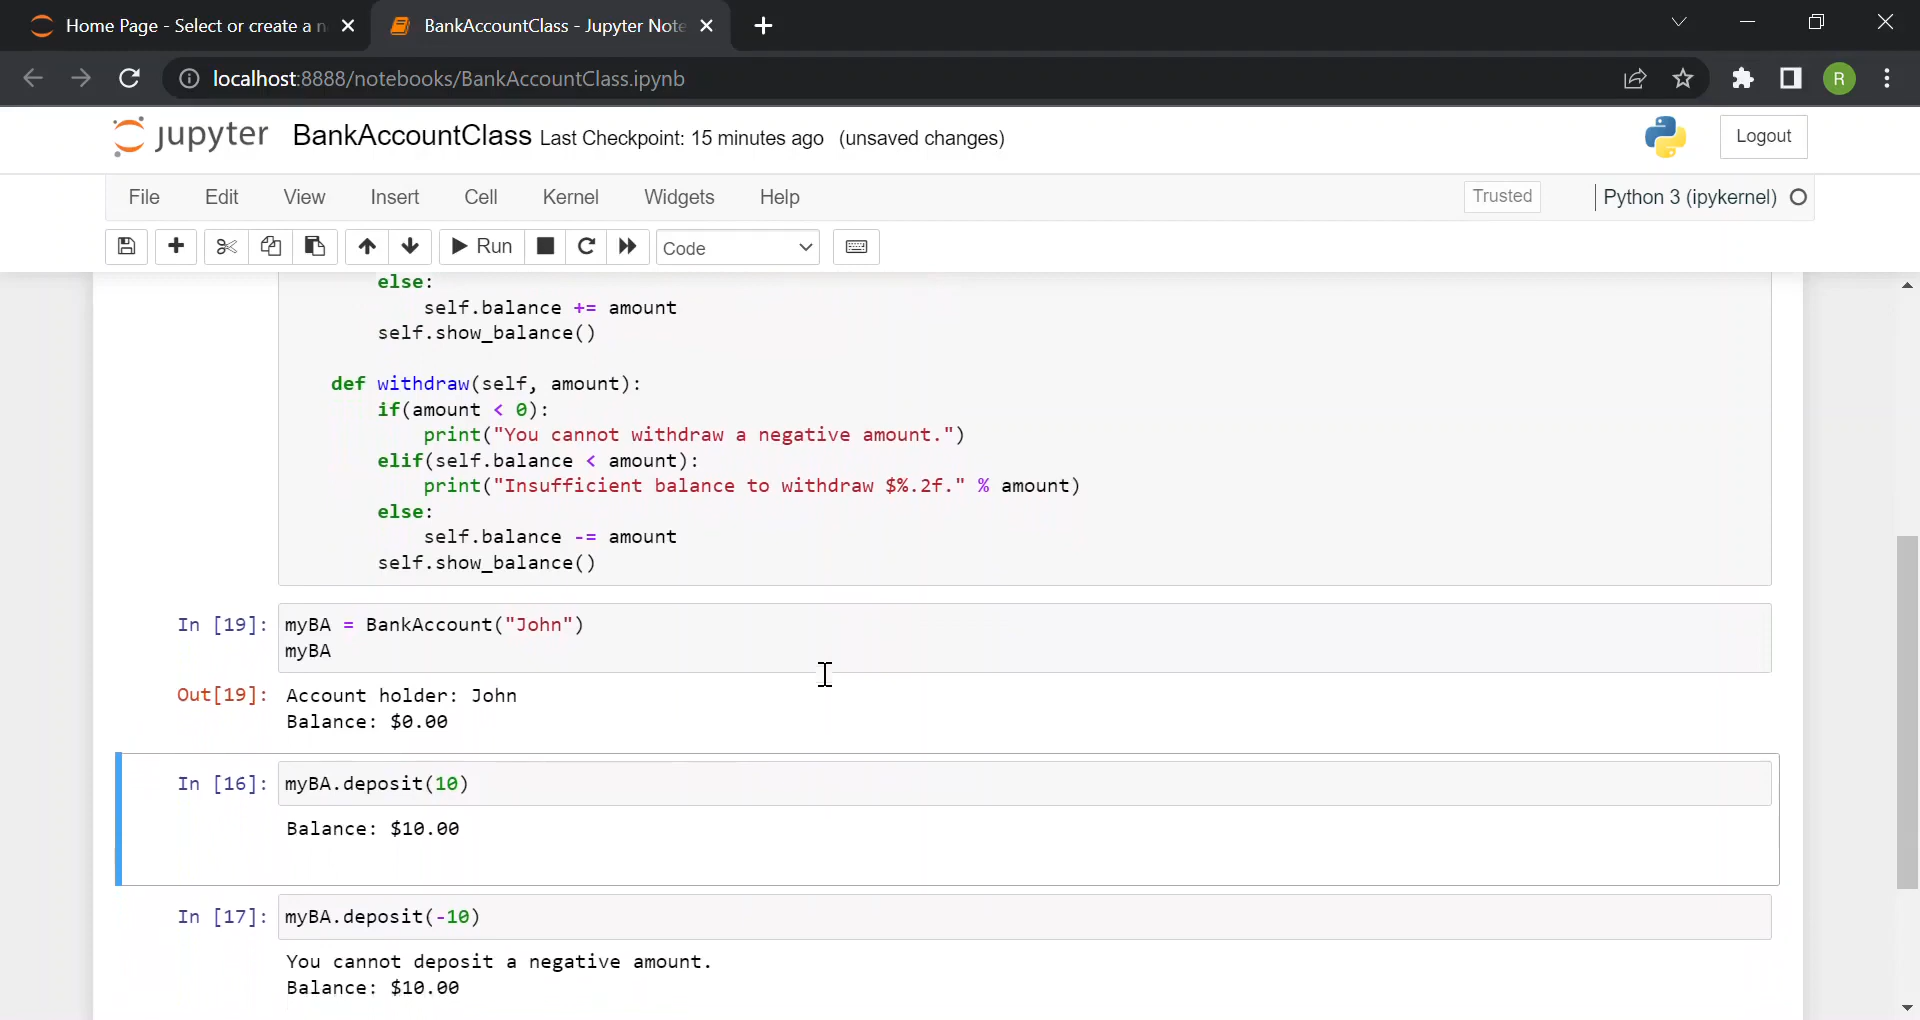 Home Page - Select or create a n
BankAccountClass - Jupyter Note
localhost:8888/notebooks/BankAccountClass.ipynb
R
jupyter BankAccountClass Last Checkpoint: 15 minutes ago (unsaved changes)
Logout
File Edit View Insert Cell Kernel Widgets Help
Trusted
Python 3 (ipykernel)
Run
Code
else:
self.balance += amount
self.show_balance()
def withdraw(self, amount):
if(amount < 0):
print("You cannot withdraw a negative amount.")
elif(self.balance < amount):
print("Insufficient balance to withdraw $%.2f." % amount)
else:
self.balance -= amount
self.show_balance()
In [19]: myBA = BankAccount("John")
myBA
Out[19]: Account holder: John
Balance: $0.00
In [16]: myBA.deposit(10)
Balance: $10.00
In [17]: myBA.deposit(-10)
You cannot deposit a negative amount.
Balance: $10.00